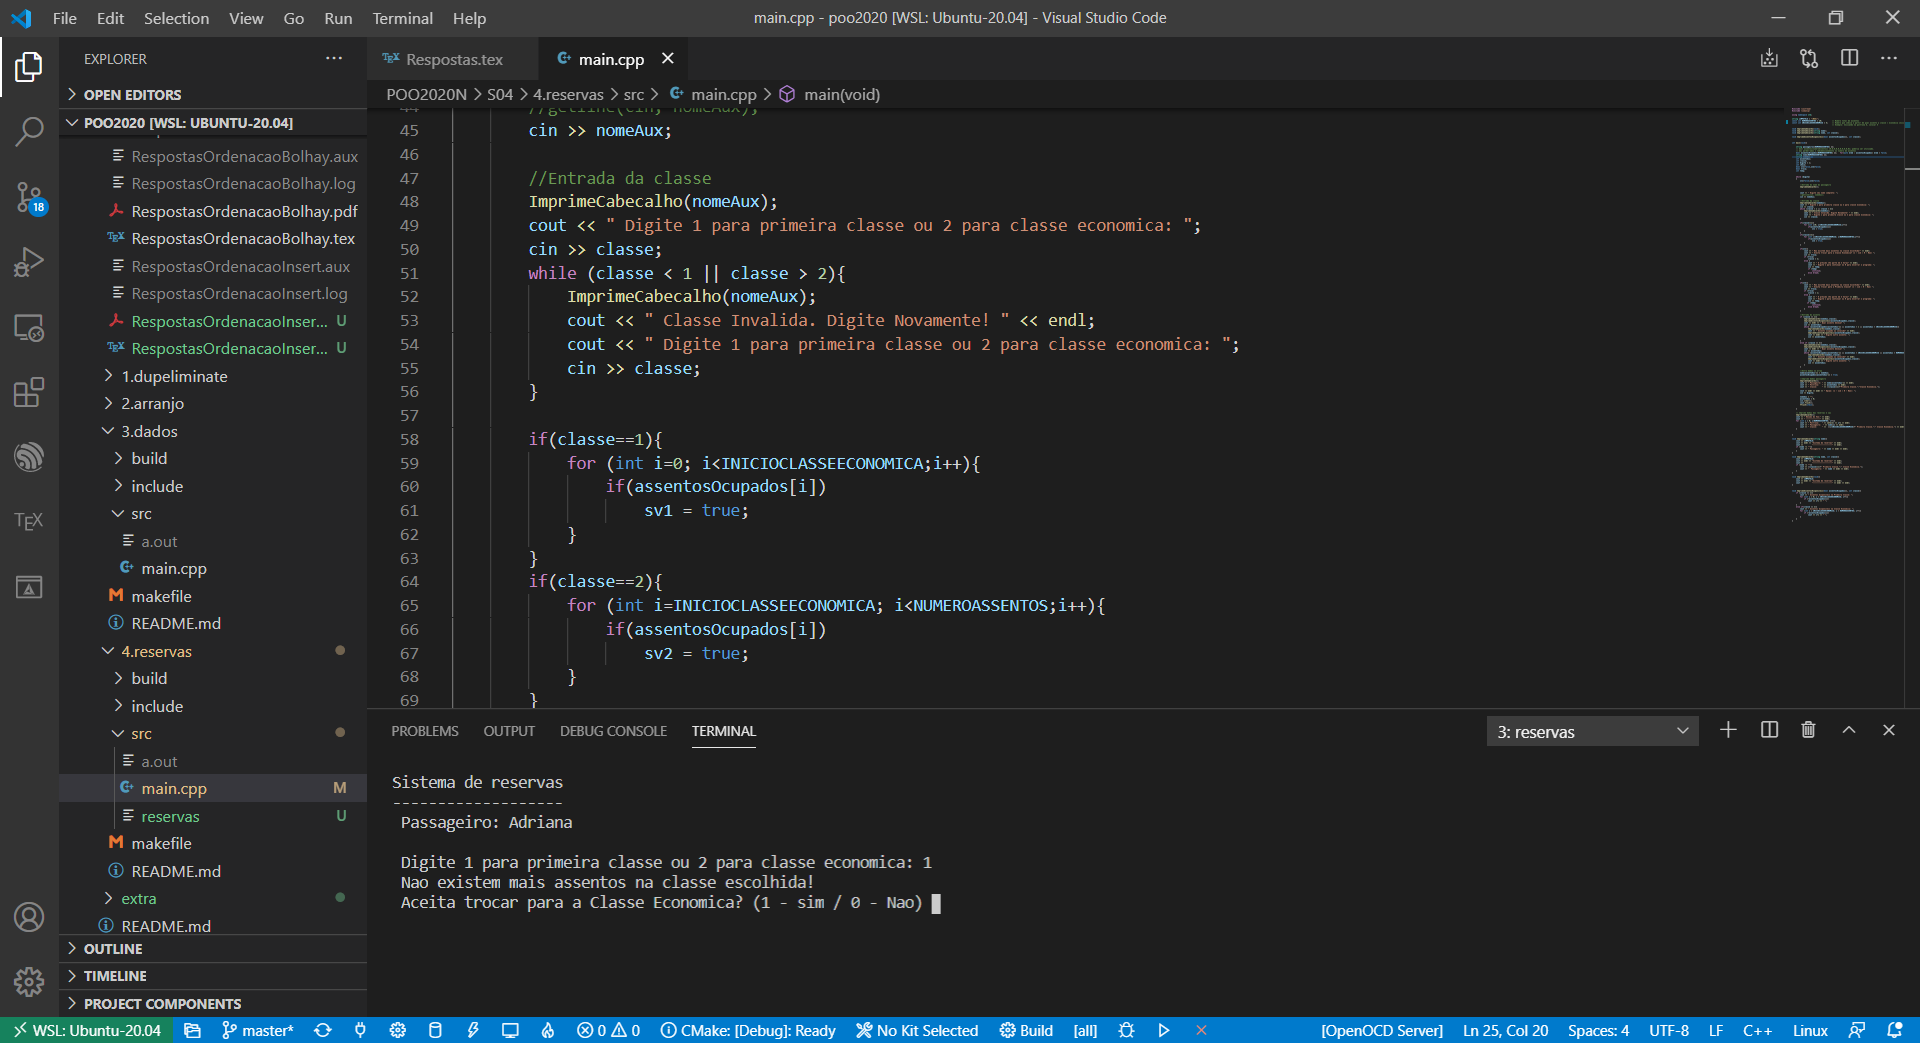 File Edit Selection View Go Run Terminal Help
main.cpp - poo2020 [WSL: Ubuntu-20.04] - Visual Studio Code
EXPLORER
OPEN EDITORS
POO2020 [WSL: UBUNTU-20.04]
RespostasOrdenacaoBolhay.aux
RespostasOrdenacaoBolhay.log
RespostasOrdenacaoBolhay.pdf
RespostasOrdenacaoBolhay.tex
RespostasOrdenacaoInsert.aux
RespostasOrdenacaoInsert.log
RespostasOrdenacaoInser... U
RespostasOrdenacaoInser... U
1.dupeliminate
2.arranjo
3.dados
build
include
src
a.out
main.cpp
makefile
README.md
4.reservas
build
include
src
a.out
main.cpp M
reservas U
makefile
README.md
extra
README.md
OUTLINE
TIMELINE
PROJECT COMPONENTS
18
TEX
Respostas.tex
main.cpp
POO2020N > S04 > 4.reservas > src > main.cpp > main(void)
44 //getline(cin, nomeAux);
45 cin >> nomeAux;
46
47 //Entrada da classe
48 ImprimeCabecalho(nomeAux);
49 cout << " Digite 1 para primeira classe ou 2 para classe economica: ";
50 cin >> classe;
51 while (classe < 1 || classe > 2){
52 ImprimeCabecalho(nomeAux);
53 cout << " Classe Invalida. Digite Novamente! " << endl;
54 cout << " Digite 1 para primeira classe ou 2 para classe economica: ";
55 cin >> classe;
56 }
57
58 if(classe==1){
59 for (int i=0; i<INICIOCLASSEECONOMICA;i++){
60 if(assentosOcupados[i])
61 sv1 = true;
62 }
63 }
64 if(classe==2){
65 for (int i=INICIOCLASSEECONOMICA; i<NUMEROASSENTOS;i++){
66 if(assentosOcupados[i])
67 sv2 = true;
68 }
69 }
PROBLEMS OUTPUT DEBUG CONSOLE TERMINAL
3: reservas
Sistema de reservas
-------------------
Passageiro: Adriana
Digite 1 para primeira classe ou 2 para classe economica: 1
Nao existem mais assentos na classe escolhida!
Aceita trocar para a Classe Economica? (1 - sim / 0 - Nao)
WSL: Ubuntu-20.04 master* 0 0 CMake: [Debug]: Ready No Kit Selected Build [all] [OpenOCD Server] Ln 25, Col 20 Spaces: 4 UTF-8 LF C++ Linux